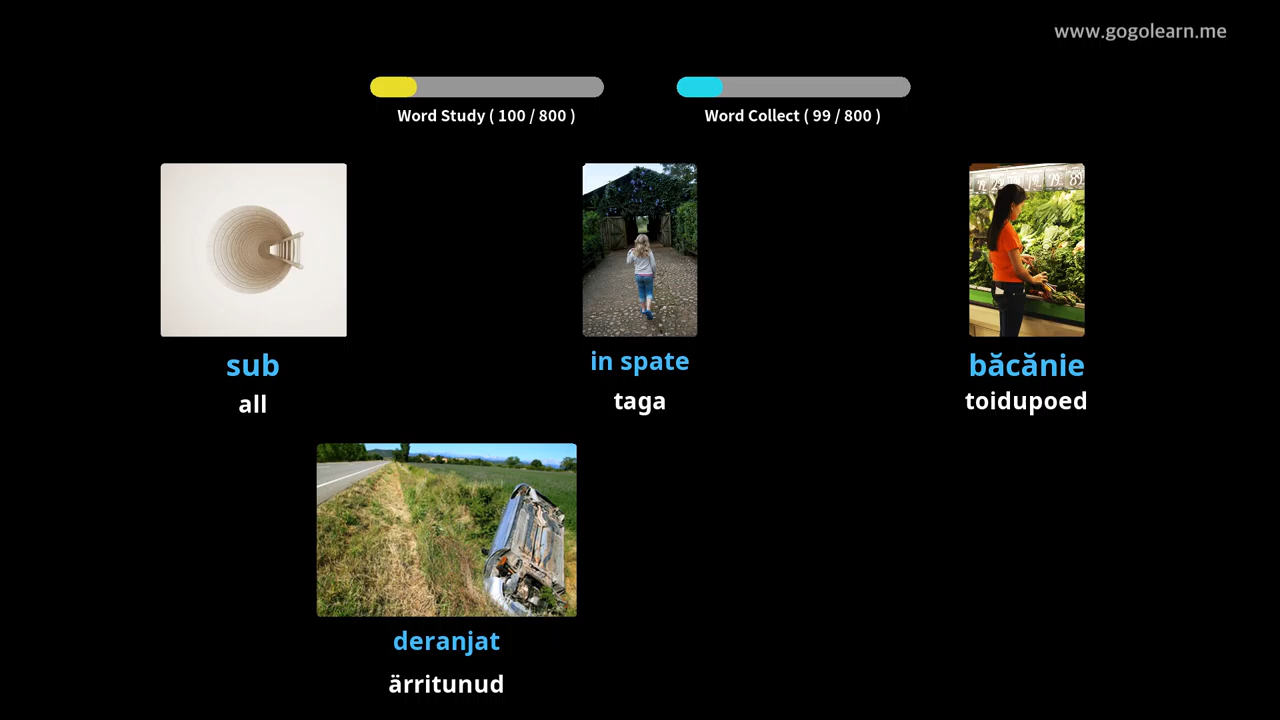 www.gogolearn.me
Word Study ( 100 / 800 )
Word Collect ( 99 / 800 )
sub
all
in spate
taga
băcănie
toidupoed
deranjat
ärritunud